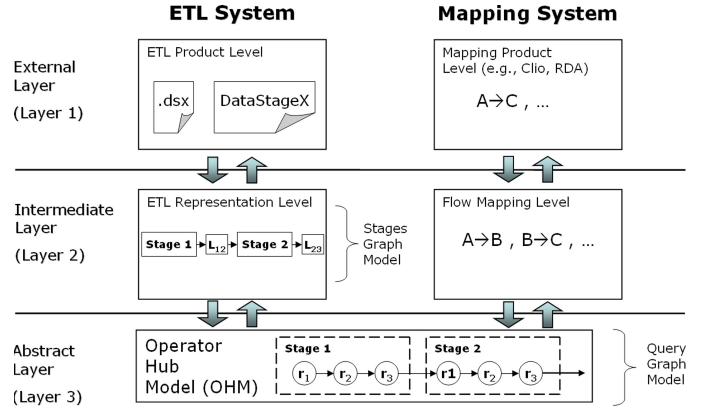 ETL System
Mapping System
External
Layer
(Layer 1)
ETL Product Level
.dsx
DataStageX
Mapping Product
Level (e.g., Clio, RDA)
A→C , ...
Intermediate
Layer
(Layer 2)
ETL Representation Level
Stage 1
L12
Stage 2
L23
Stages
Graph
Model
Flow Mapping Level
A→B , B→C , ...
Abstract
Layer
(Layer 3)
Operator
Hub
Model (OHM)
Stage 1
r1 r2 r3
Stage 2
r1 r2 r3
Query
Graph
Model